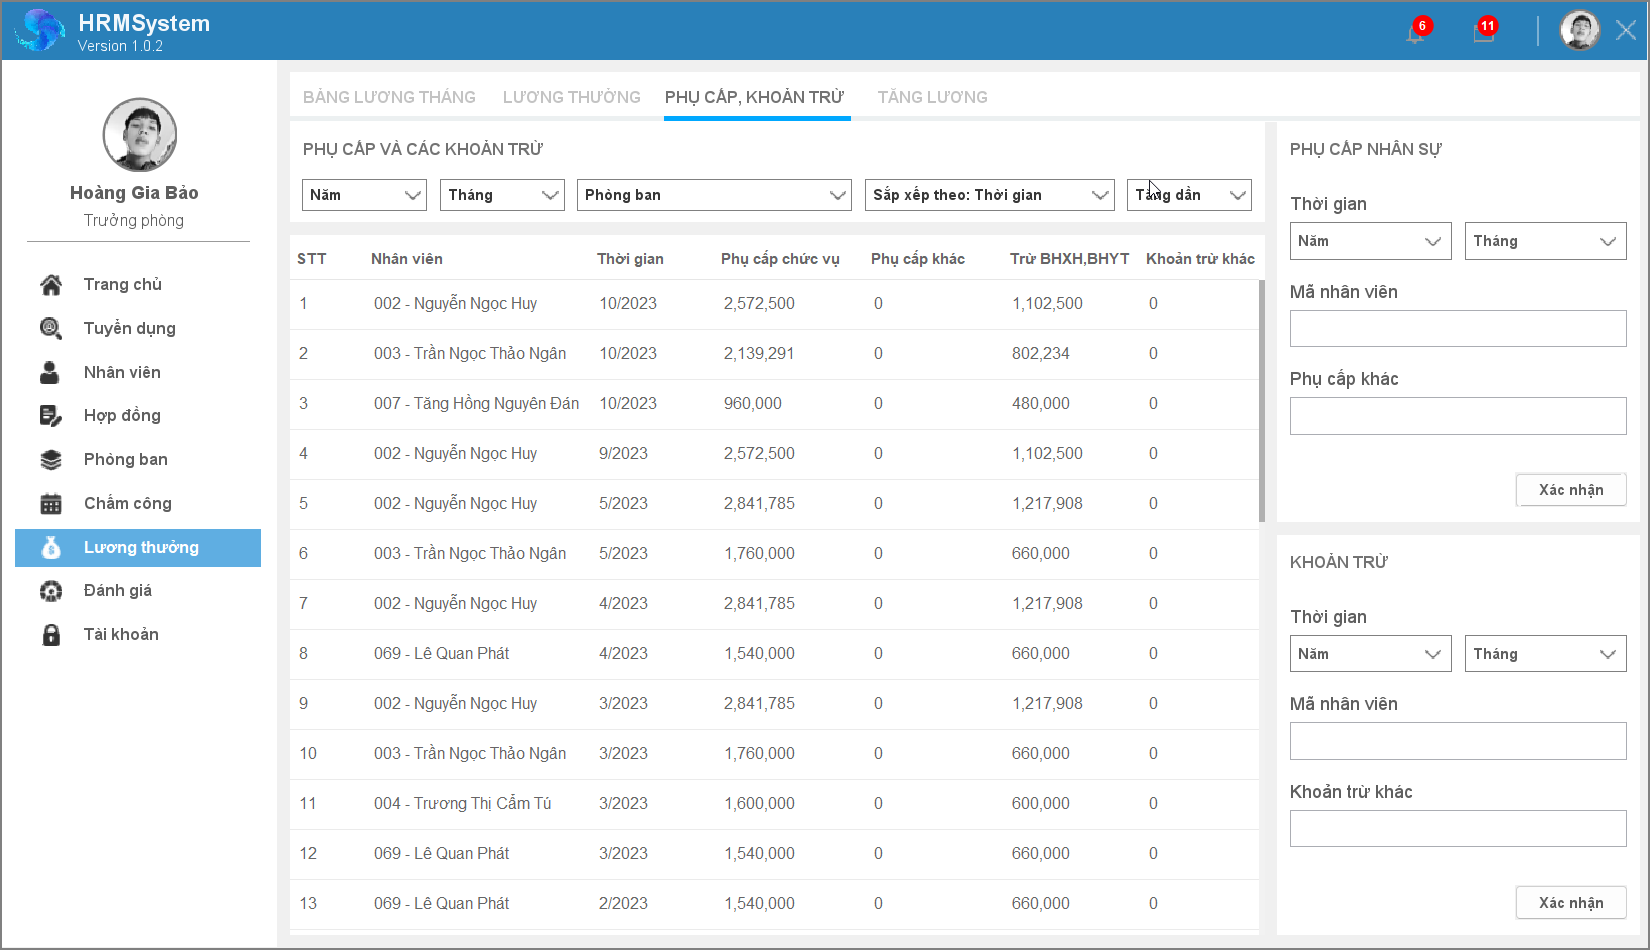 HRMSystem
Version 1.0.2
6
11
Hoàng Gia Bảo
Trưởng phòng
Trang chủ
Tuyển dụng
Nhân viên
Hợp đồng
Phòng ban
Chấm công
Lương thưởng
Đánh giá
Tài khoản
BẢNG LƯƠNG THÁNG LƯƠNG THƯỞNG PHỤ CẤP, KHOẢN TRỪ TĂNG LƯƠNG
PHỤ CẤP VÀ CÁC KHOẢN TRỪ
Năm Tháng Phòng ban Sắp xếp theo: Thời gian Tăng dần
STT Nhân viên Thời gian Phụ cấp chức vụ Phụ cấp khác Trừ BHXH,BHYT Khoản trừ khác
1 002 - Nguyễn Ngọc Huy 10/2023 2,572,500 0 1,102,500 0
2 003 - Trần Ngọc Thảo Ngân 10/2023 2,139,291 0 802,234 0
3 007 - Tăng Hồng Nguyên Đán 10/2023 960,000 0 480,000 0
4 002 - Nguyễn Ngọc Huy 9/2023 2,572,500 0 1,102,500 0
5 002 - Nguyễn Ngọc Huy 5/2023 2,841,785 0 1,217,908 0
6 003 - Trần Ngọc Thảo Ngân 5/2023 1,760,000 0 660,000 0
7 002 - Nguyễn Ngọc Huy 4/2023 2,841,785 0 1,217,908 0
8 069 - Lê Quan Phát 4/2023 1,540,000 0 660,000 0
9 002 - Nguyễn Ngọc Huy 3/2023 2,841,785 0 1,217,908 0
10 003 - Trần Ngọc Thảo Ngân 3/2023 1,760,000 0 660,000 0
11 004 - Trương Thị Cẩm Tú 3/2023 1,600,000 0 600,000 0
12 069 - Lê Quan Phát 3/2023 1,540,000 0 660,000 0
13 069 - Lê Quan Phát 2/2023 1,540,000 0 660,000 0
PHỤ CẤP NHÂN SỰ
Thời gian
Năm Tháng
Mã nhân viên
Phụ cấp khác
Xác nhận
KHOẢN TRỪ
Thời gian
Năm Tháng
Mã nhân viên
Khoản trừ khác
Xác nhận